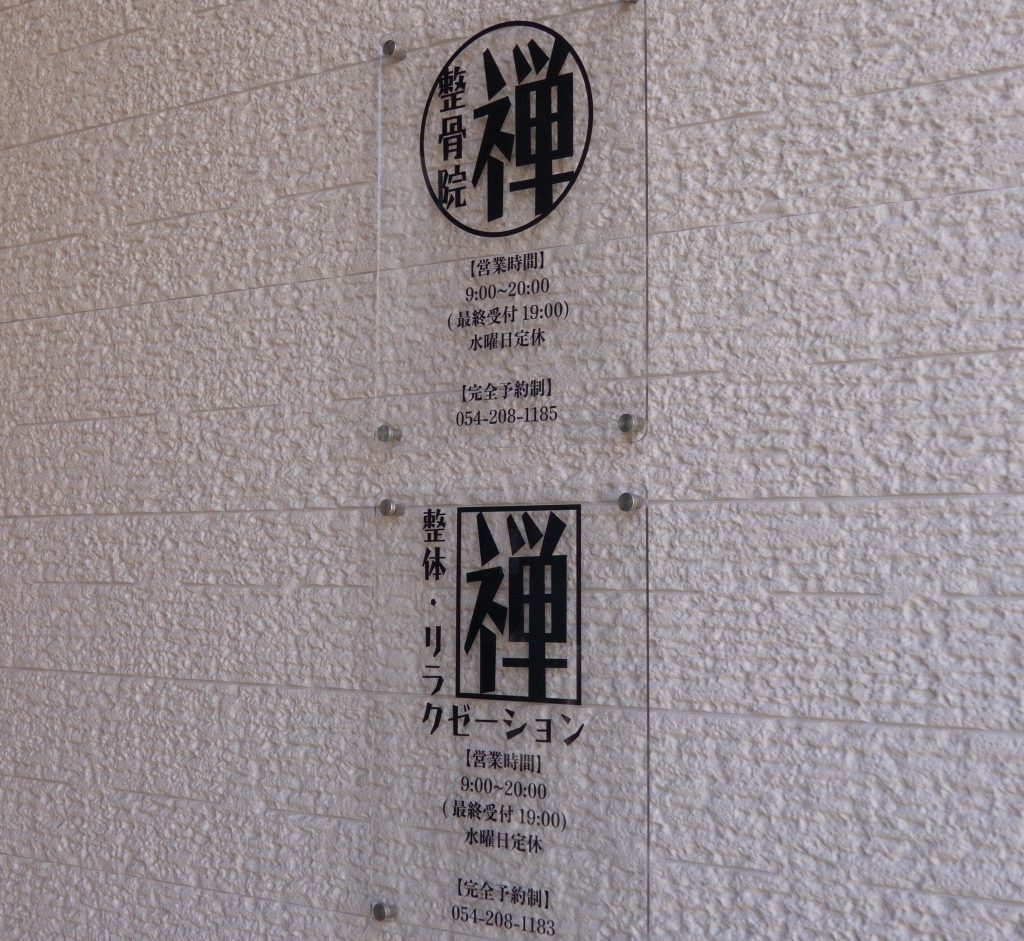 整骨院
禅
【営業時間】
9:00~20:00
(最終受付 19:00)
水曜日定休
【完全予約制】
054-208-1185
整体・リラクゼーション
禅
【営業時間】
9:00~20:00
(最終受付 19:00)
水曜日定休
【完全予約制】
054-208-1183